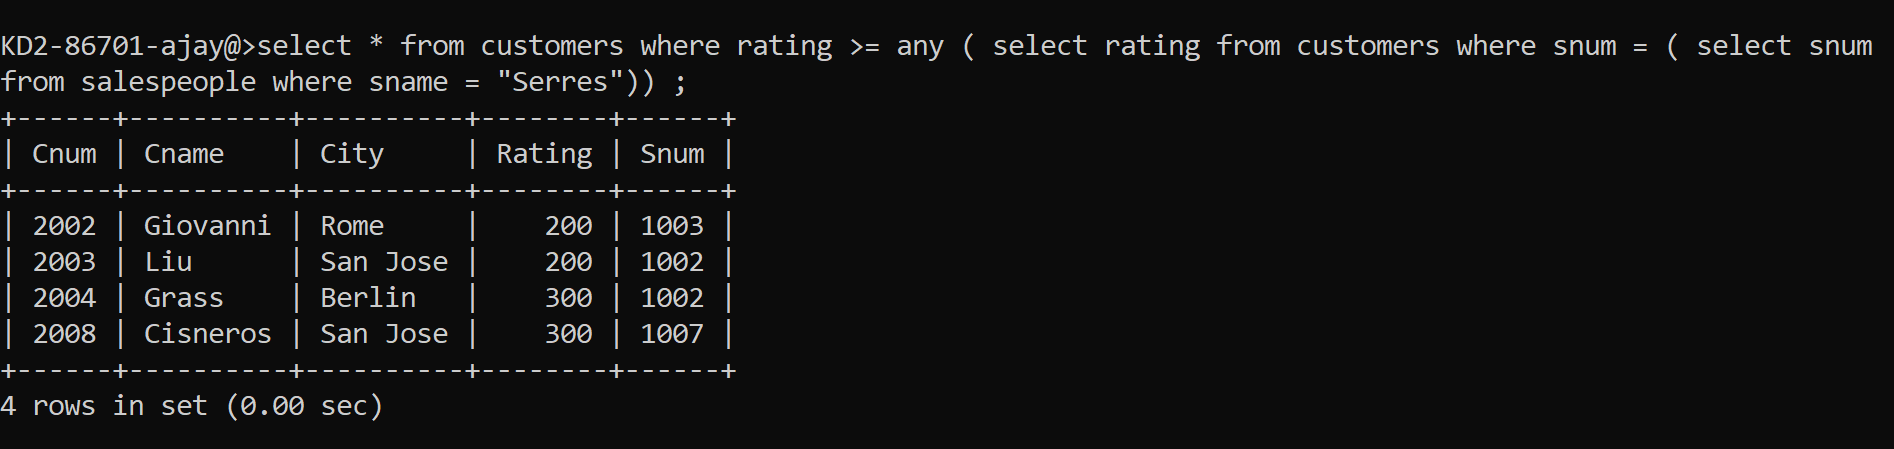 KD2-86701-ajay@>select * from customers where rating >= any ( select rating from customers where snum = ( select snum
from salespeople where sname = "Serres")) ;
+------+----------+----------+--------+------+
| Cnum | Cname    | City     | Rating | Snum |
+------+----------+----------+--------+------+
| 2002 | Giovanni | Rome     |    200 | 1003 |
| 2003 | Liu      | San Jose |    200 | 1002 |
| 2004 | Grass    | Berlin   |    300 | 1002 |
| 2008 | Cisneros | San Jose |    300 | 1007 |
+------+----------+----------+--------+------+
4 rows in set (0.00 sec)